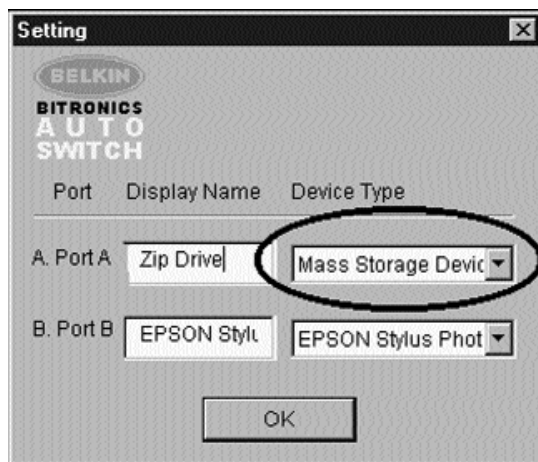 Setting
BELKIN
BITRONICS
AUTO
SWITCH
Port Display Name Device Type
A. Port A Zip Drive Mass Storage Devic
B. Port B EPSON Stylu EPSON Stylus Phot
OK